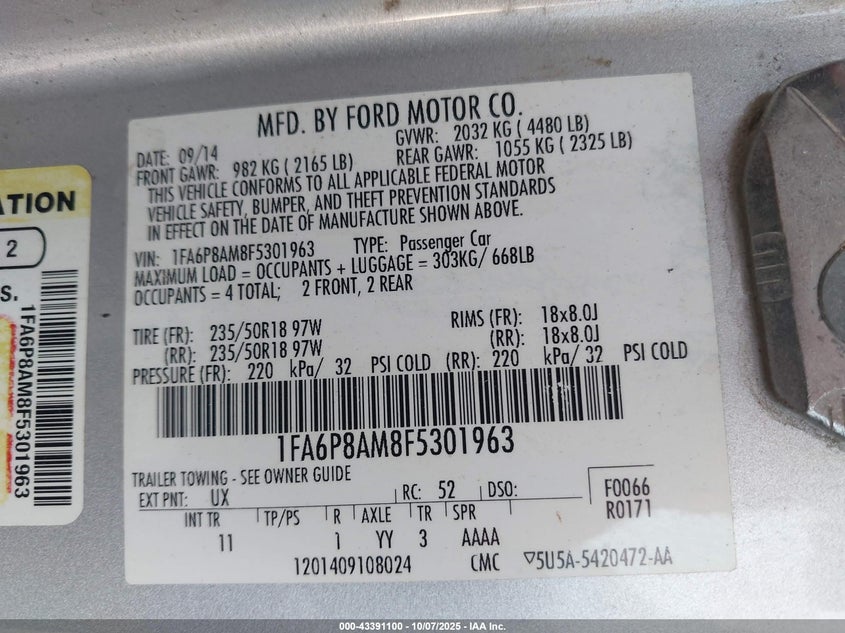 MFD. BY FORD MOTOR CO.
DATE: 09/14 GVWR: 2032 KG ( 4480 LB)
FRONT GAWR: 982 KG ( 2165 LB) REAR GAWR: 1055 KG ( 2325 LB)
THIS VEHICLE CONFORMS TO ALL APPLICABLE FEDERAL MOTOR
VEHICLE SAFETY, BUMPER, AND THEFT PREVENTION STANDARDS
IN EFFECT ON THE DATE OF MANUFACTURE SHOWN ABOVE.
VIN: 1FA6P8AM8F5301963 TYPE: Passenger Car
MAXIMUM LOAD = OCCUPANTS + LUGGAGE = 303KG/ 668LB
OCCUPANTS = 4 TOTAL; 2 FRONT, 2 REAR
TIRE (FR): 235/50R18 97W RIMS (FR): 18x8.0J
(RR): 235/50R18 97W (RR): 18x8.0J
PRESSURE (FR): 220 kPa/ 32 PSI COLD (RR): 220 kPa/ 32 PSI COLD
1FA6P8AM8F5301963
TRAILER TOWING - SEE OWNER GUIDE
EXT PNT: UX RC: 52 DSO: F0066
R0171
INT TR TP/PS R AXLE TR SPR
11 1 YY 3 AAAA
1201409108024 CMC ▽5U5A-5420472-AA
ATION
2
S.
1FA6P8AM8F5301963
000-43391100 - 10/07/2025 - IAA Inc.